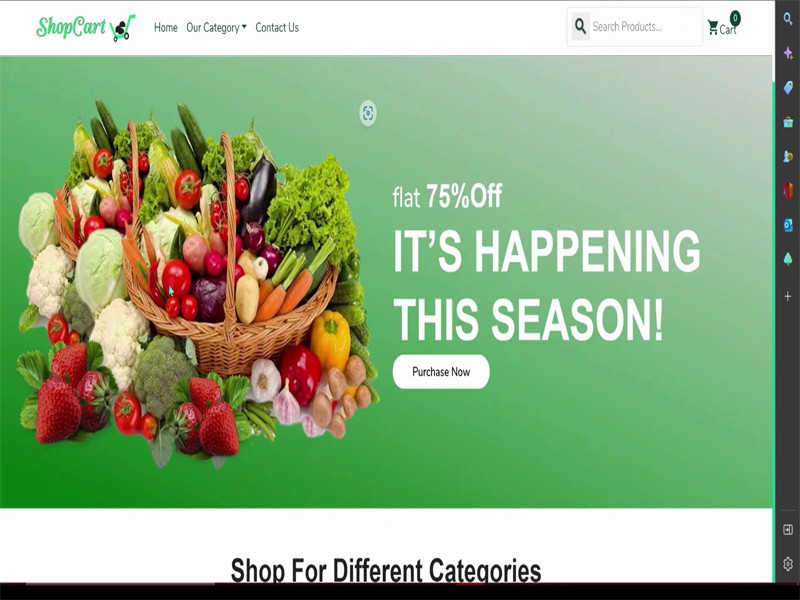 ShopCart
Home Our Category Contact Us
Search Products...
0
Cart
flat 75%Off
IT'S HAPPENING
THIS SEASON!
Purchase Now
Shop For Different Categories